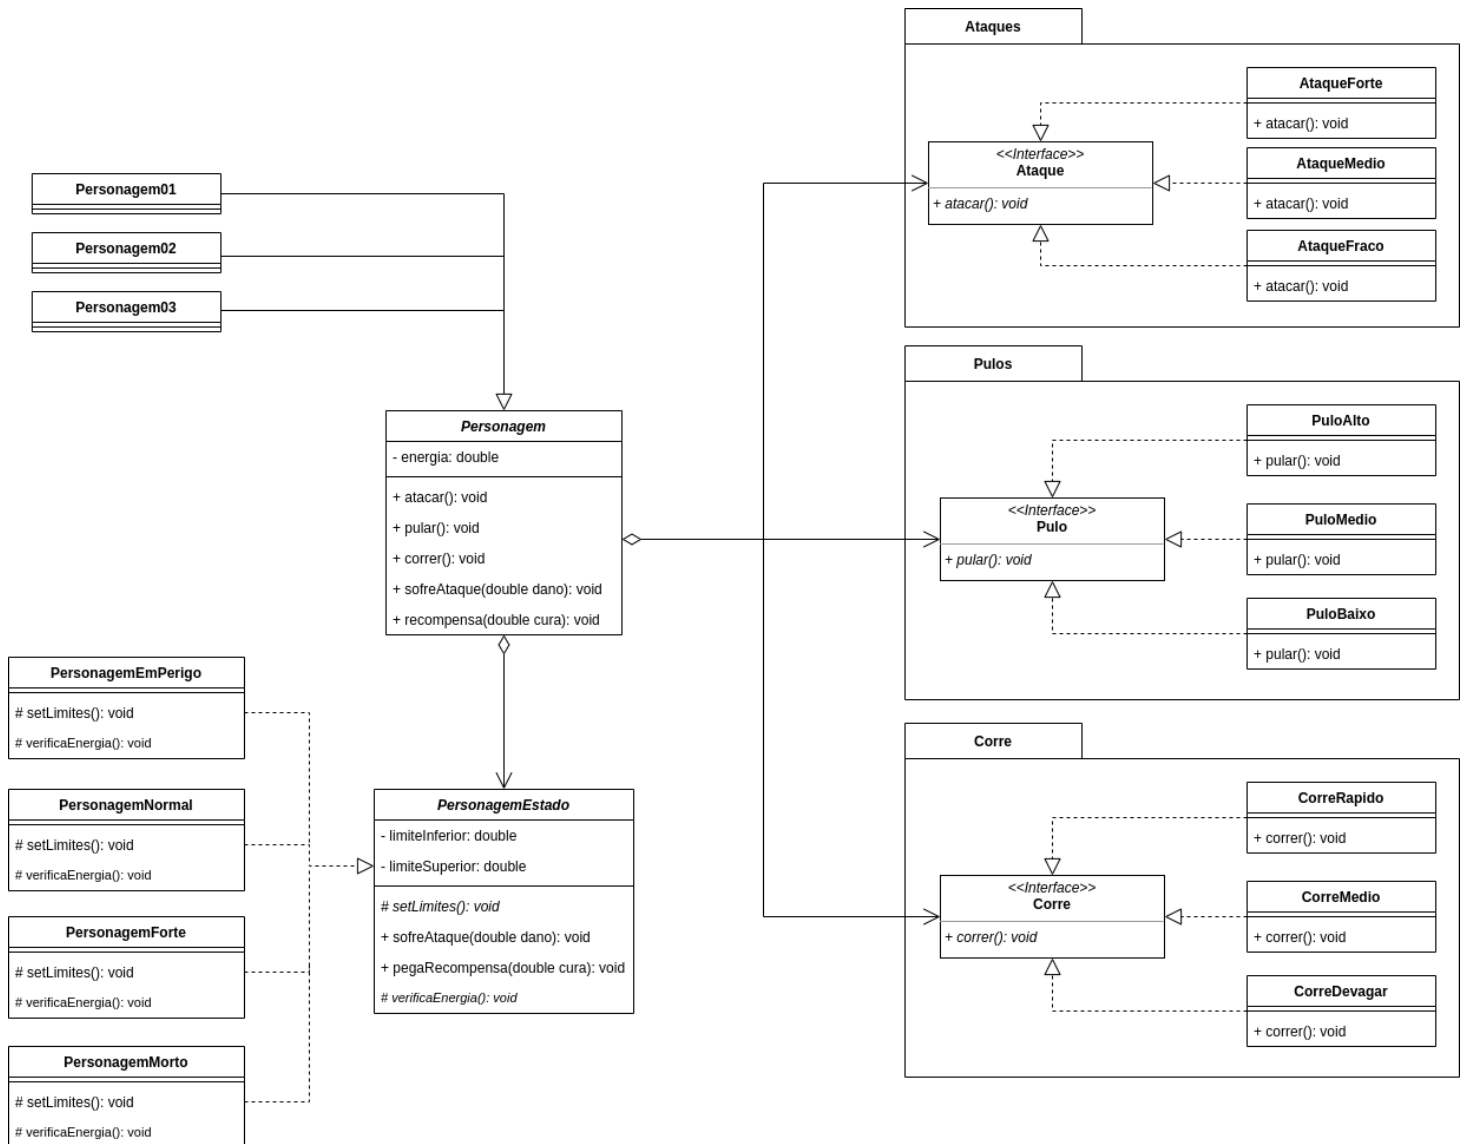 Ataques
AtaqueForte
+ atacar(): void
<<Interface>>
Ataque
+ atacar(): void
AtaqueMedio
+ atacar(): void
AtaqueFraco
+ atacar(): void
Personagem01
Personagem02
Personagem03
Pulos
PuloAlto
+ pular(): void
<<Interface>>
Pulo
+ pular(): void
PuloMedio
+ pular(): void
PuloBaixo
+ pular(): void
Personagem
- energia: double
+ atacar(): void
+ pular(): void
+ correr(): void
+ sofreAtaque(double dano): void
+ recompensa(double cura): void
PersonagemEmPerigo
# setLimites(): void
# verificaEnergia(): void
PersonagemNormal
# setLimites(): void
# verificaEnergia(): void
PersonagemForte
# setLimites(): void
# verificaEnergia(): void
PersonagemMorto
# setLimites(): void
# verificaEnergia(): void
PersonagemEstado
- limiteInferior: double
- limiteSuperior: double
# setLimites(): void
+ sofreAtaque(double dano): void
+ pegaRecompensa(double cura): void
# verificaEnergia(): void
Corre
CorreRapido
+ correr(): void
<<Interface>>
Corre
+ correr(): void
CorreMedio
+ correr(): void
CorreDevagar
+ correr(): void